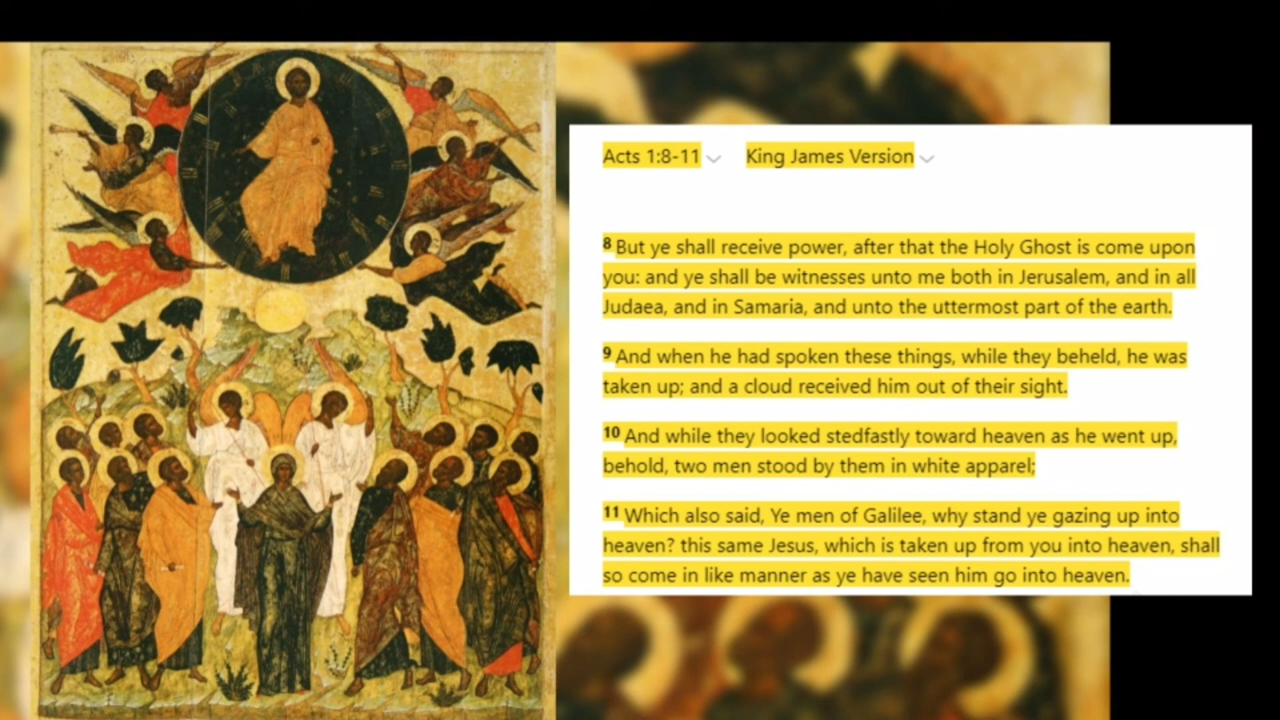 Acts 1:8-11 King James Version
8 But ye shall receive power, after that the Holy Ghost is come upon
you: and ye shall be witnesses unto me both in Jerusalem, and in all
Judaea, and in Samaria, and unto the uttermost part of the earth.
9 And when he had spoken these things, while they beheld, he was
taken up; and a cloud received him out of their sight.
10 And while they looked stedfastly toward heaven as he went up,
behold, two men stood by them in white apparel;
11 Which also said, Ye men of Galilee, why stand ye gazing up into
heaven? this same Jesus, which is taken up from you into heaven, shall
so come in like manner as ye have seen him go into heaven.